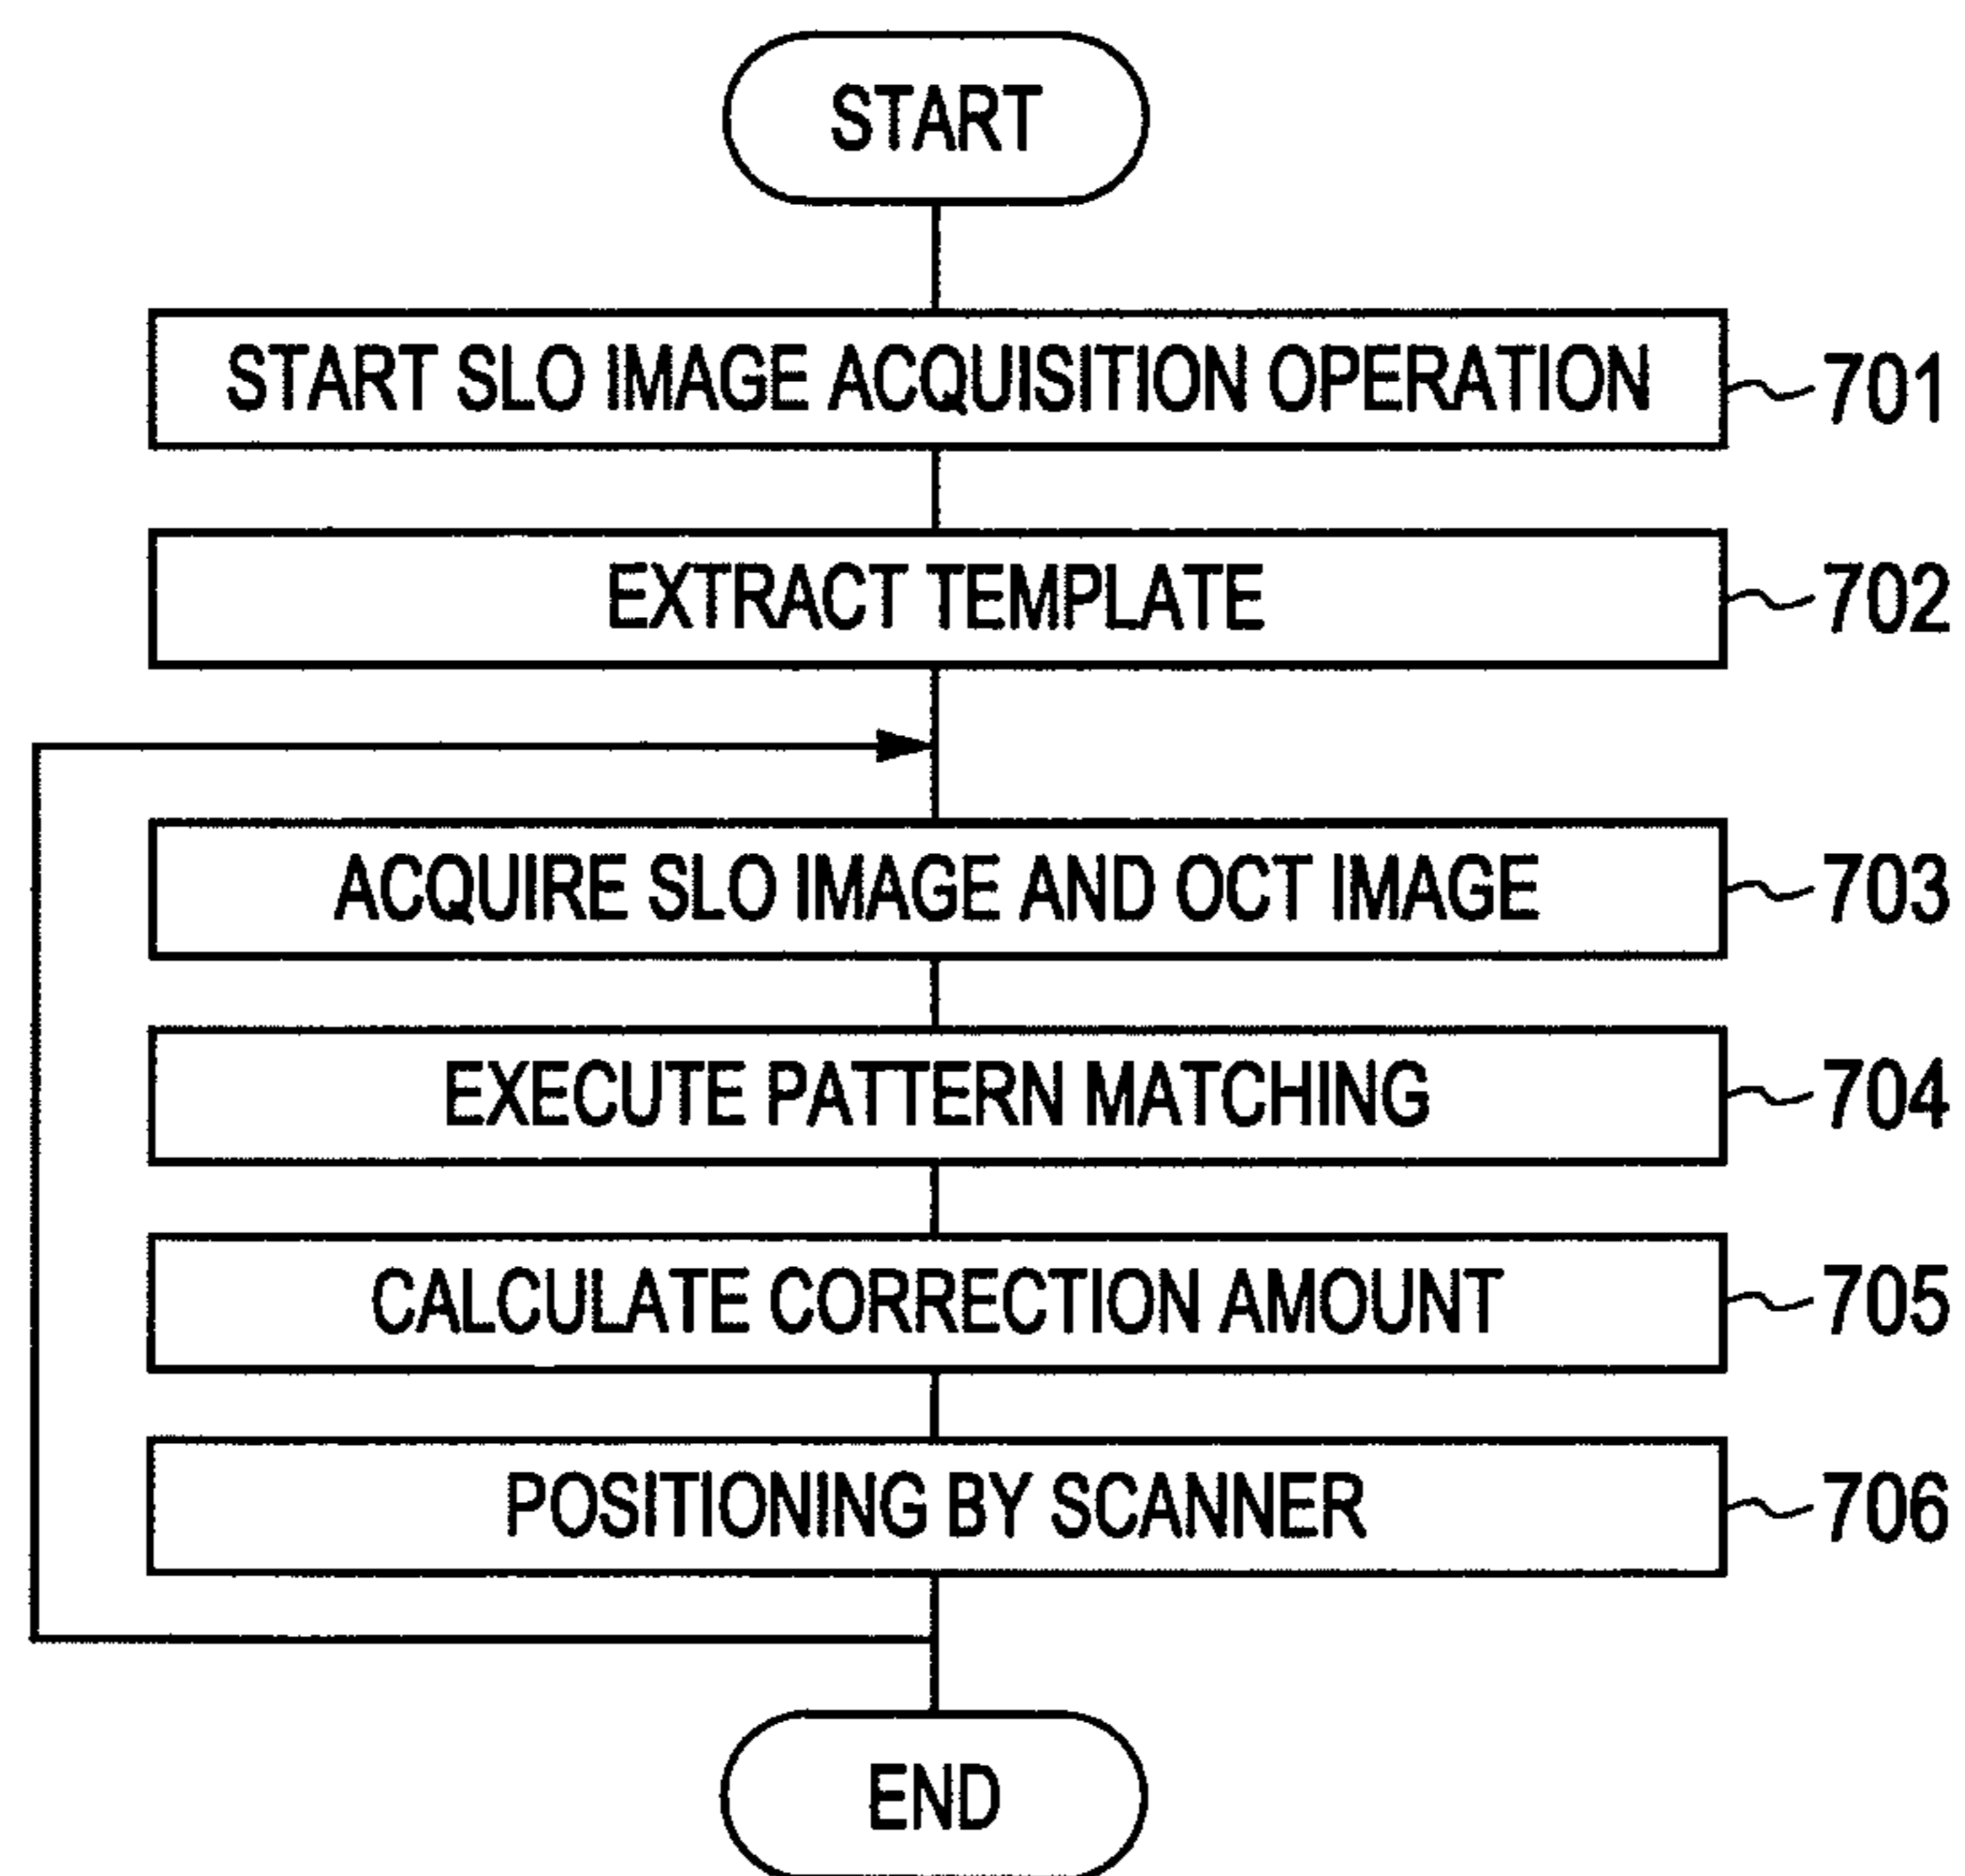 START
START SLO IMAGE ACQUISITION OPERATION 701
EXTRACT TEMPLATE 702
ACQUIRE SLO IMAGE AND OCT IMAGE 703
EXECUTE PATTERN MATCHING 704
CALCULATE CORRECTION AMOUNT 705
POSITIONING BY SCANNER 706
END